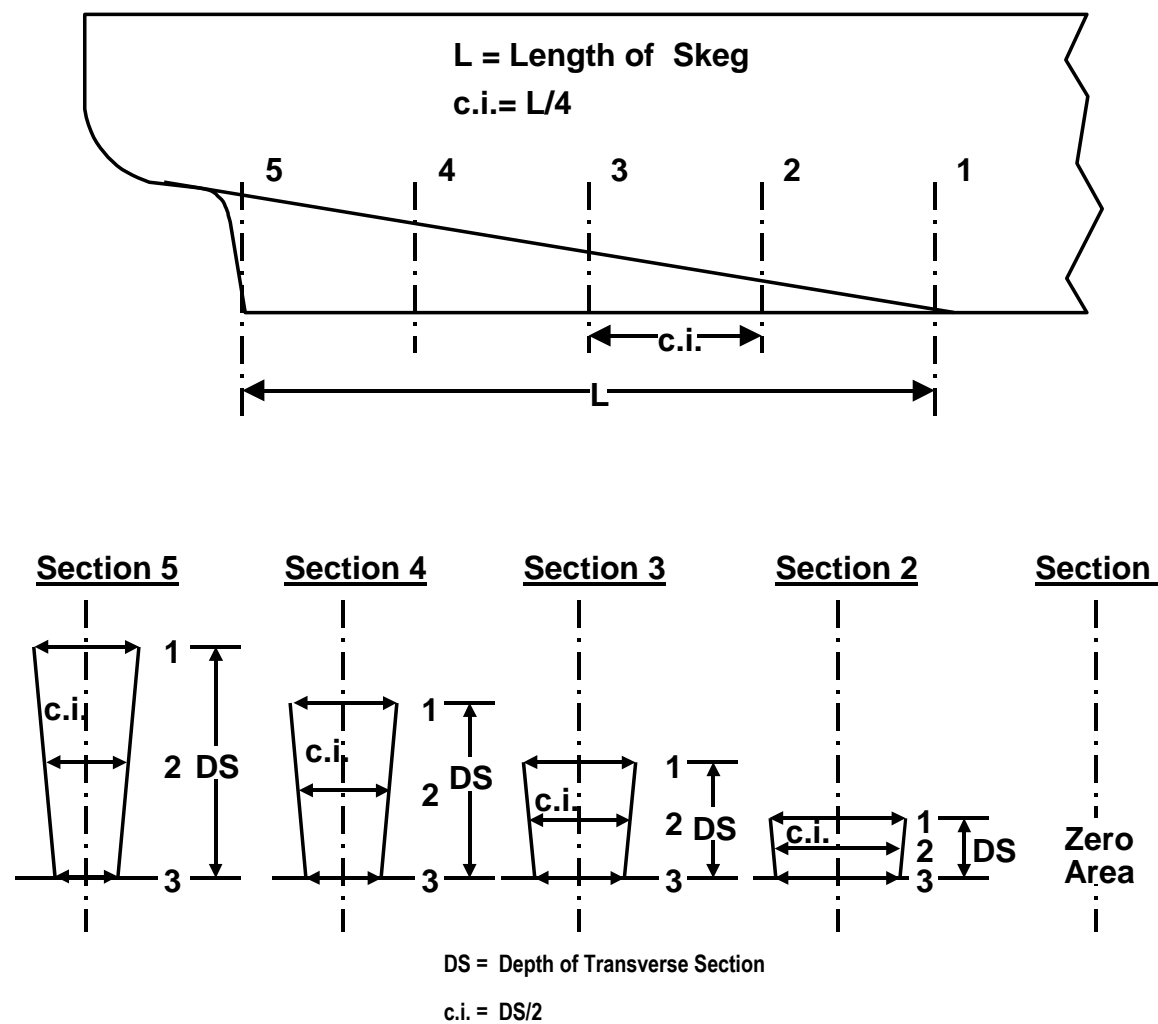 L = Length of Skeg
c.i.= L/4
5 4 3 2 1
c.i.
L
Section 5 Section 4 Section 3 Section 2 Section
1
c.i.
2 DS
3
1
c.i.
DS
2
3
1
c.i.
2 DS
3
1
c.i.
2 DS
3
Zero
Area
DS = Depth of Transverse Section
c.i. = DS/2